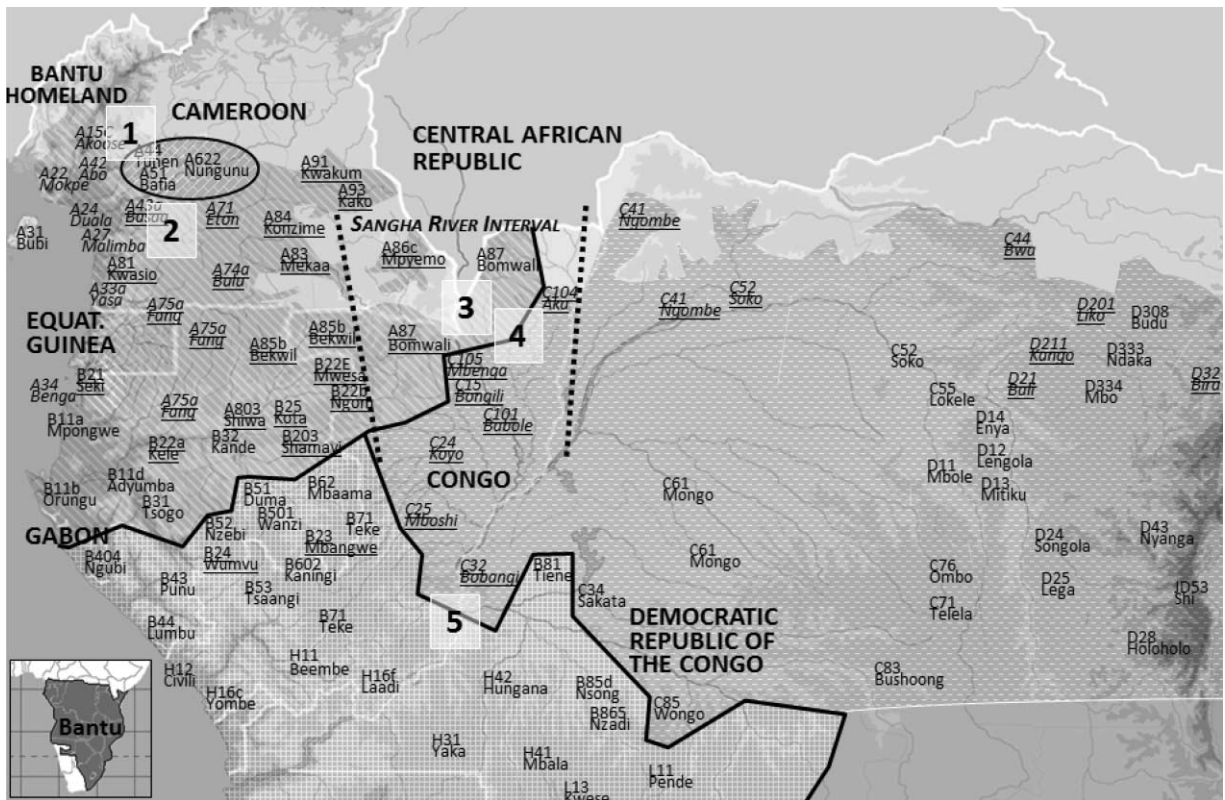 BANTU
HOMELAND
CAMEROON
CENTRAL AFRICAN
REPUBLIC
SANGHA RIVER INTERVAL
EQUAT.
GUINEA
GABON
CONGO
DEMOCRATIC
REPUBLIC OF
THE CONGO
1
2
3
4
5
A15C
Akoose
A44
Tunen
A622
Nungunu
A42
Abo
A51
Bafia
A22
Mokpe
A91
Kwakum
A93
Kako
A24
Duala
A43a
Basaa
A71
Eton
A84
Konzime
A31
Bubi
A27
Malimba
A86c
Mpyemo
A87
Bomwali
C41
Ngombe
C44
Bwa
A81
Kwasio
A74a
Bulu
A83
Mekaa
A33a
Yasa
A75a
Fang
C104
Aka
C41
Ngombe
C52
Soko
D201
Liko
D308
Budu
A75a
Fang
A85b
Bekwil
A85b
Bekwil
A87
Bomwali
C52
Soko
D211
Kango
D333
Ndaka
B21
Seki
B22E
Mwesa
C105
Mbenga
A34
Benga
B22b
Ngom
C15
Bongili
C55
Lokele
D21
Bali
D334
Mbo
D32
Bira
B11a
Mpongwe
A75a
Fang
A803
Shiwa
B25
Kota
C101
Babole
D14
Enya
B22a
Kele
B32
Kande
B203
Shamayi
C24
Koyo
D11
Mbole
D12
Lengola
B11b
Orungu
B11d
Adyumba
B31
Tsogo
B51
Duma
B62
Mbaama
C61
Mongo
D13
Mitiku
B52
Nzebi
B501
Wanzi
B71
Teke
C25
Mboshi
D24
Songola
D43
Nyanga
B404
Ngubi
B24
Wumvu
B23
Mbangwe
B43
Punu
B53
Tsaangi
B602
Kaningi
C32
Bobangi
B81
Tiene
C61
Mongo
C34
Sakata
C76
Ombo
D25
Lega
JD53
Shi
B44
Lumbu
B71
Teke
C71
Telela
D28
Holoholo
H12
Civili
H11
Beembe
H16c
Yombe
H16f
Laadi
H42
Hungana
B85d
Nsong
C85
Wongo
C83
Bushoong
B865
Nzadi
H31
Yaka
H41
Mbala
L11
Pende
L13
Kwese
Bantu